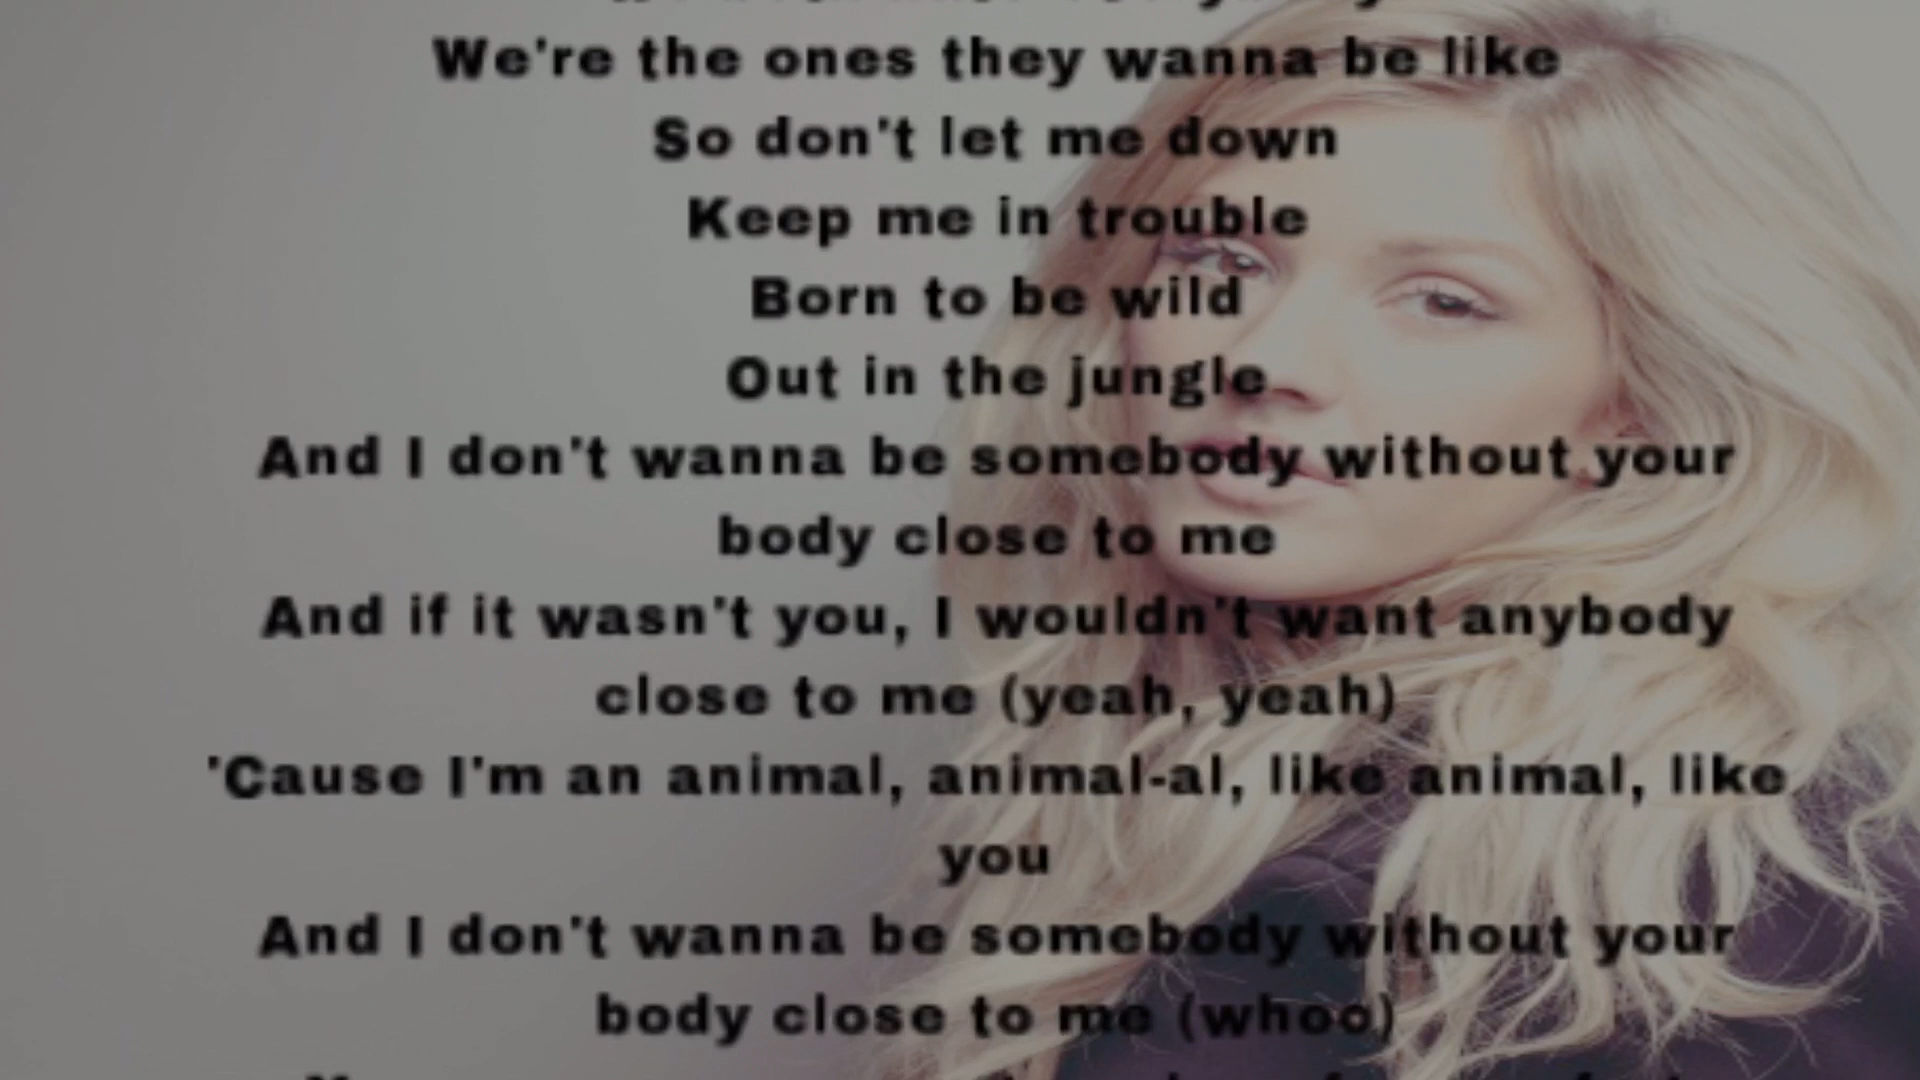 We're the ones they wanna be like
So don't let me down
Keep me in trouble
Born to be wild
Out in the jungle
And I don't wanna be somebody without your
body close to me
And if it wasn't you, I wouldn't want anybody
close to me (yeah, yeah)
'Cause I'm an animal, animal-al, like animal, like
you
And I don't wanna be somebody without your
body close to me (whoo)